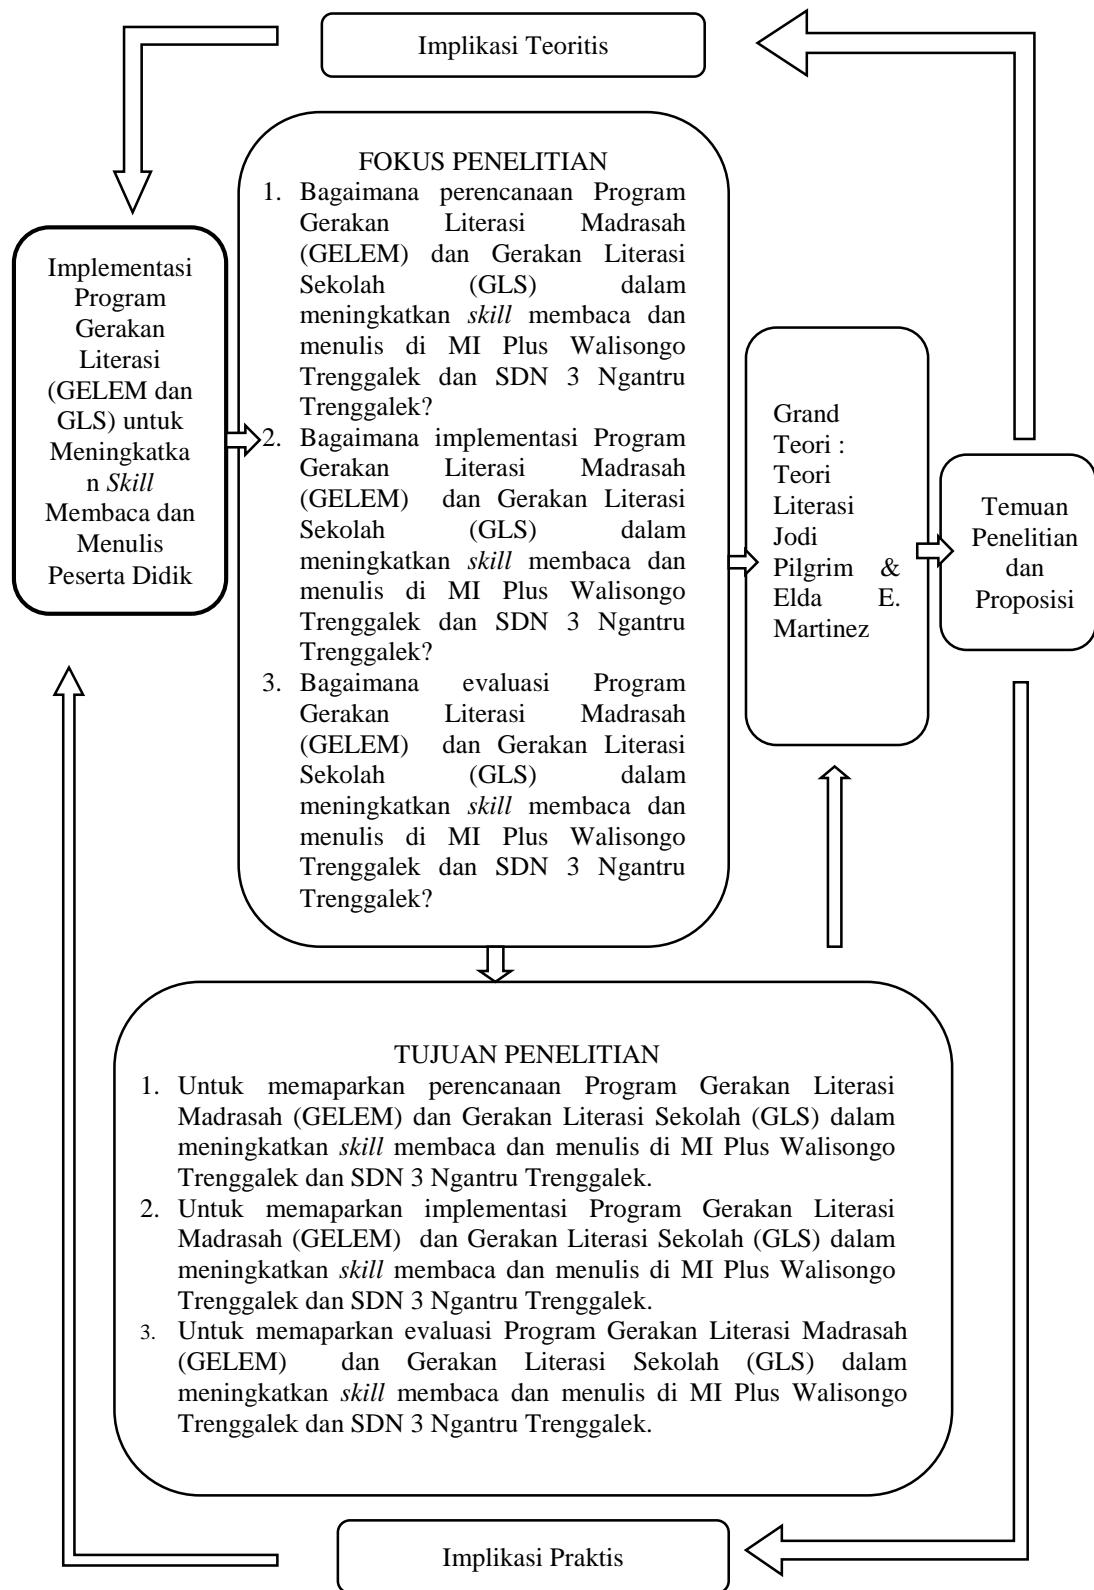 Implikasi Teoritis
Implementasi
Program
Gerakan
Literasi
(GELEM dan
GLS) untuk
Meningkatka
n Skill
Membaca dan
Menulis
Peserta Didik
FOKUS PENELITIAN
1. Bagaimana perencanaan Program
Gerakan Literasi Madrasah
(GELEM) dan Gerakan Literasi
Sekolah (GLS) dalam
meningkatkan skill membaca dan
menulis di MI Plus Walisongo
Trenggalek dan SDN 3 Ngantru
Trenggalek?
2. Bagaimana implementasi Program
Gerakan Literasi Madrasah
(GELEM) dan Gerakan Literasi
Sekolah (GLS) dalam
meningkatkan skill membaca dan
menulis di MI Plus Walisongo
Trenggalek dan SDN 3 Ngantru
Trenggalek?
3. Bagaimana evaluasi Program
Gerakan Literasi Madrasah
(GELEM) dan Gerakan Literasi
Sekolah (GLS) dalam
meningkatkan skill membaca dan
menulis di MI Plus Walisongo
Trenggalek dan SDN 3 Ngantru
Trenggalek?
Grand
Teori :
Teori
Literasi
Jodi
Pilgrim &
Elda E.
Martinez
Temuan
Penelitian
dan
Proposisi
TUJUAN PENELITIAN
1. Untuk memaparkan perencanaan Program Gerakan Literasi
Madrasah (GELEM) dan Gerakan Literasi Sekolah (GLS) dalam
meningkatkan skill membaca dan menulis di MI Plus Walisongo
Trenggalek dan SDN 3 Ngantru Trenggalek.
2. Untuk memaparkan implementasi Program Gerakan Literasi
Madrasah (GELEM) dan Gerakan Literasi Sekolah (GLS) dalam
meningkatkan skill membaca dan menulis di MI Plus Walisongo
Trenggalek dan SDN 3 Ngantru Trenggalek.
3. Untuk memaparkan evaluasi Program Gerakan Literasi Madrasah
(GELEM) dan Gerakan Literasi Sekolah (GLS) dalam
meningkatkan skill membaca dan menulis di MI Plus Walisongo
Trenggalek dan SDN 3 Ngantru Trenggalek.
Implikasi Praktis